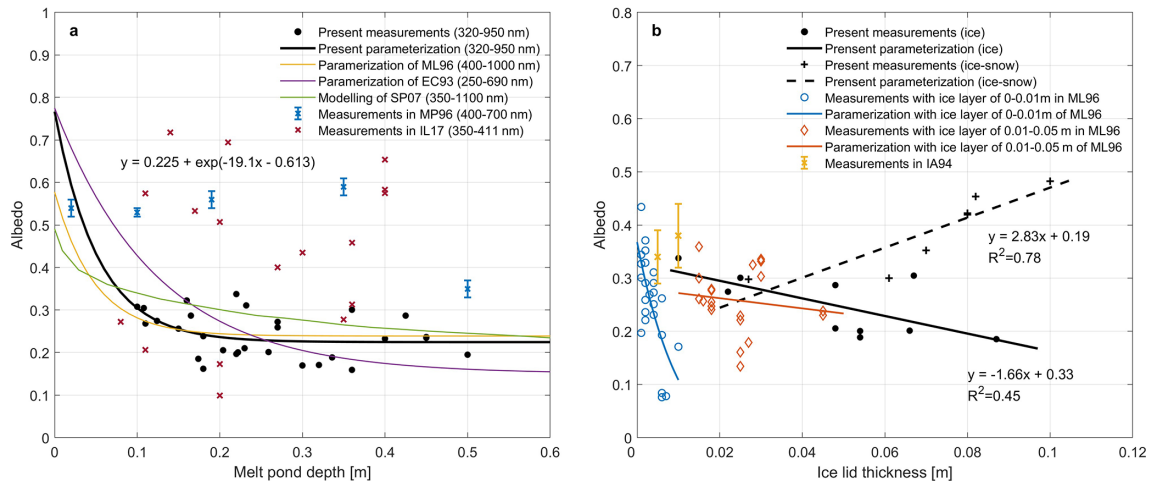 a
Present measurements (320-950 nm)
Present parameterization (320-950 nm)
Paramerization of ML96 (400-1000 nm)
Paramerization of EC93 (250-690 nm)
Modelling of SP07 (350-1100 nm)
Measurements in MP96 (400-700 nm)
Measurements in IL17 (350-411 nm)
y = 0.225 + exp(-19.1x - 0.613)
Albedo
1
0.9
0.8
0.7
0.6
0.5
0.4
0.3
0.2
0.1
0
0 0.1 0.2 0.3 0.4 0.5 0.6
Melt pond depth [m]
b
Present measurements (ice)
Prensent parameterization (ice)
Present measurements (ice-snow)
Prensent parameterization (ice-snow)
Measurements with ice layer of 0-0.01m in ML96
Paramerization with ice layer of 0-0.01m of ML96
Measurements with ice layer of 0.01-0.05 m in ML96
Paramerization with ice layer of 0.01-0.05 m of ML96
Measurements in IA94
y = 2.83x + 0.19
R²=0.78
y = -1.66x + 0.33
R²=0.45
Albedo
0.8
0.7
0.6
0.5
0.4
0.3
0.2
0.1
0
0 0.02 0.04 0.06 0.08 0.1 0.12
Ice lid thickness [m]